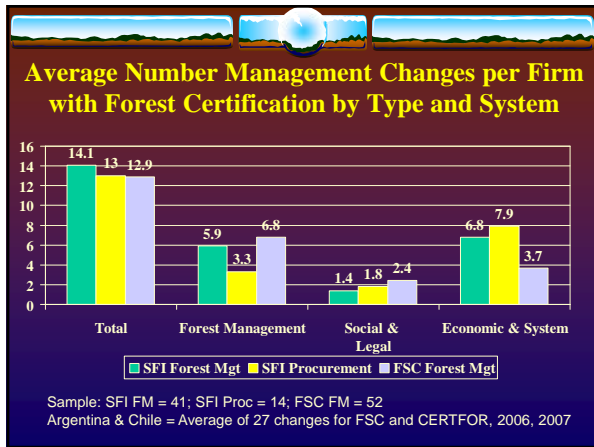 Average Number Management Changes per Firm
with Forest Certification by Type and System
16
14
12
10
8
6
4
2
0
14.1 13 12.9
5.9 3.3 6.8
1.4 1.8 2.4
6.8 7.9 3.7
Total Forest Management Social & Economic & System
Legal
SFI Forest Mgt SFI Procurement FSC Forest Mgt
Sample: SFI FM = 41; SFI Proc = 14; FSC FM = 52
Argentina & Chile = Average of 27 changes for FSC and CERTFOR, 2006, 2007